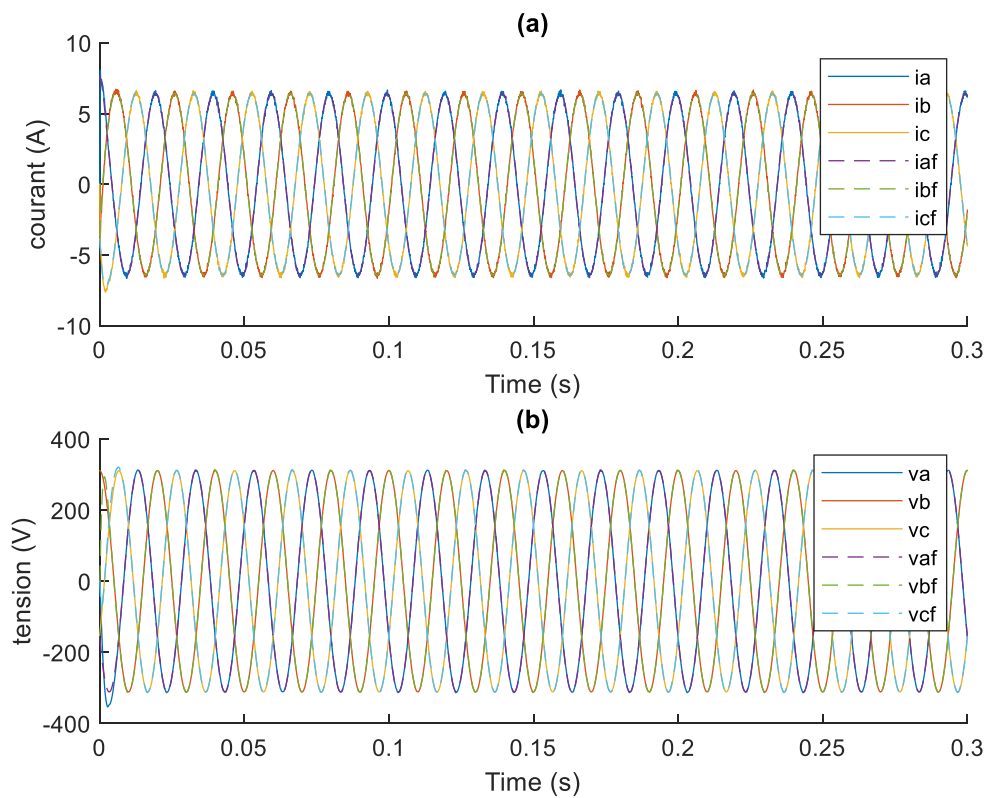 (a)
10
5
0
-5
-10
courant (A)
0
0.05
0.1
0.15
0.2
0.25
0.3
Time (s)
ia
ib
ic
iaf
ibf
icf
(b)
400
200
0
-200
-400
tension (V)
0
0.05
0.1
0.15
0.2
0.25
0.3
Time (s)
va
vb
vc
vaf
vbf
vcf